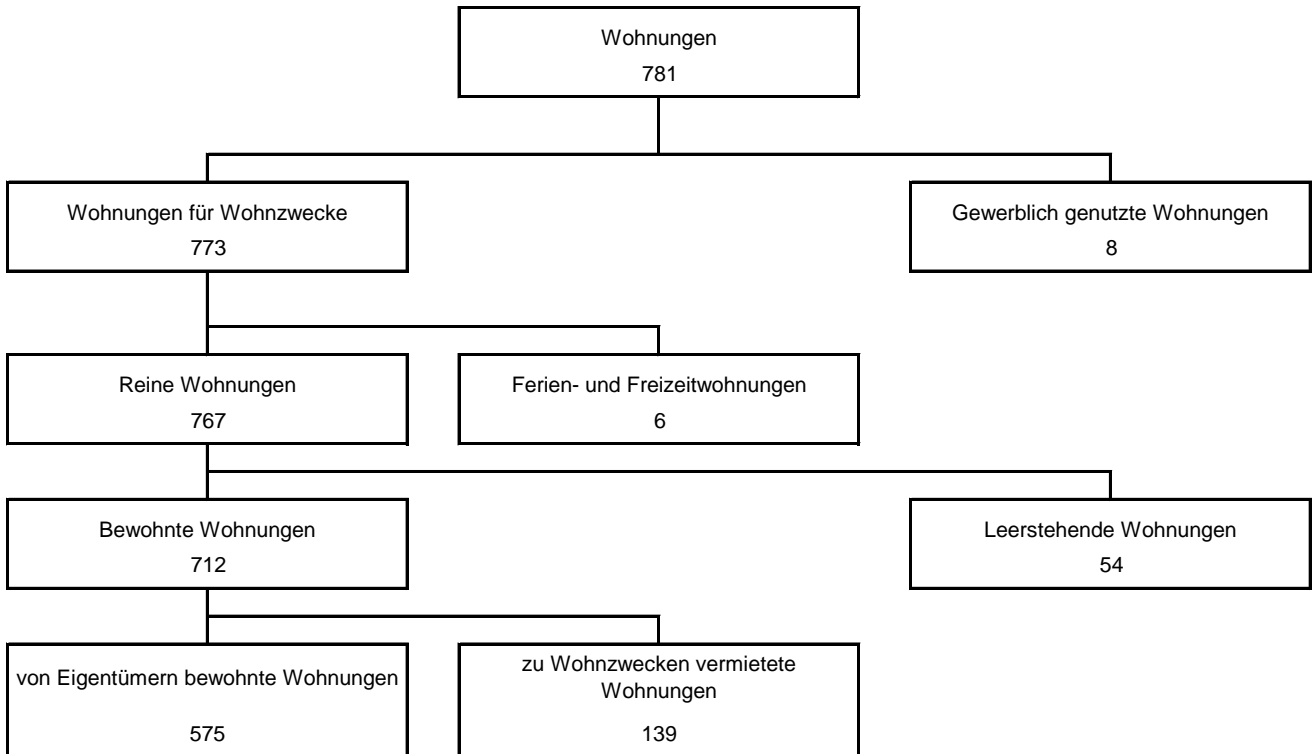 Wohnungen
781
Wohnungen für Wohnzwecke
773
Gewerblich genutzte Wohnungen
8
Reine Wohnungen
767
Ferien- und Freizeitwohnungen
6
Bewohnte Wohnungen
712
Leerstehende Wohnungen
54
von Eigentümern bewohnte Wohnungen
575
zu Wohnzwecken vermietete
Wohnungen
139